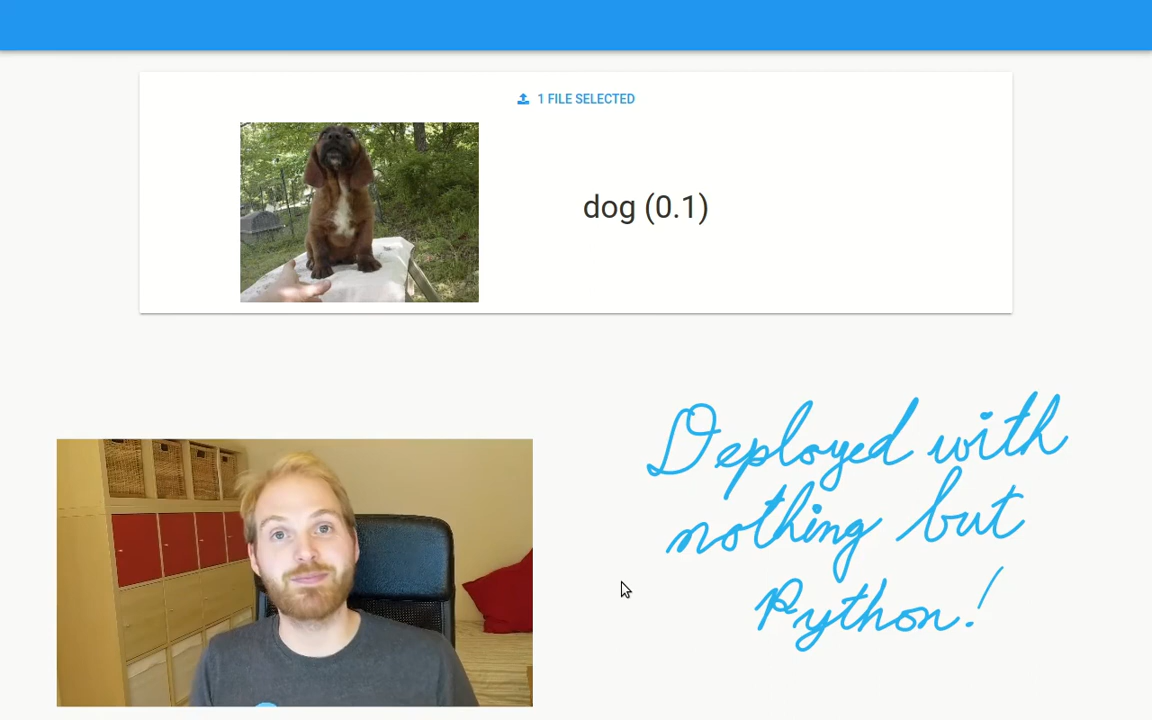 1 FILE SELECTED
dog (0.1)
Deployed with
nothing but
Python!